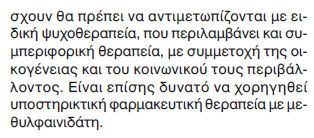 σχουν θα πρέπει να αντιμετωπίζονται με ει-
δική ψυχοθεραπεία, που περιλαμβάνει και συ-
μπεριφορική θεραπεία, με συμμετοχή της οι-
κογένειας και του κοινωνικού τους περιβάλ-
λοντος. Είναι επίσης δυνατό να χορηγηθεί
υποστηρικτική φαρμακευτική θεραπεία με με-
θυλφαινιδάτη.